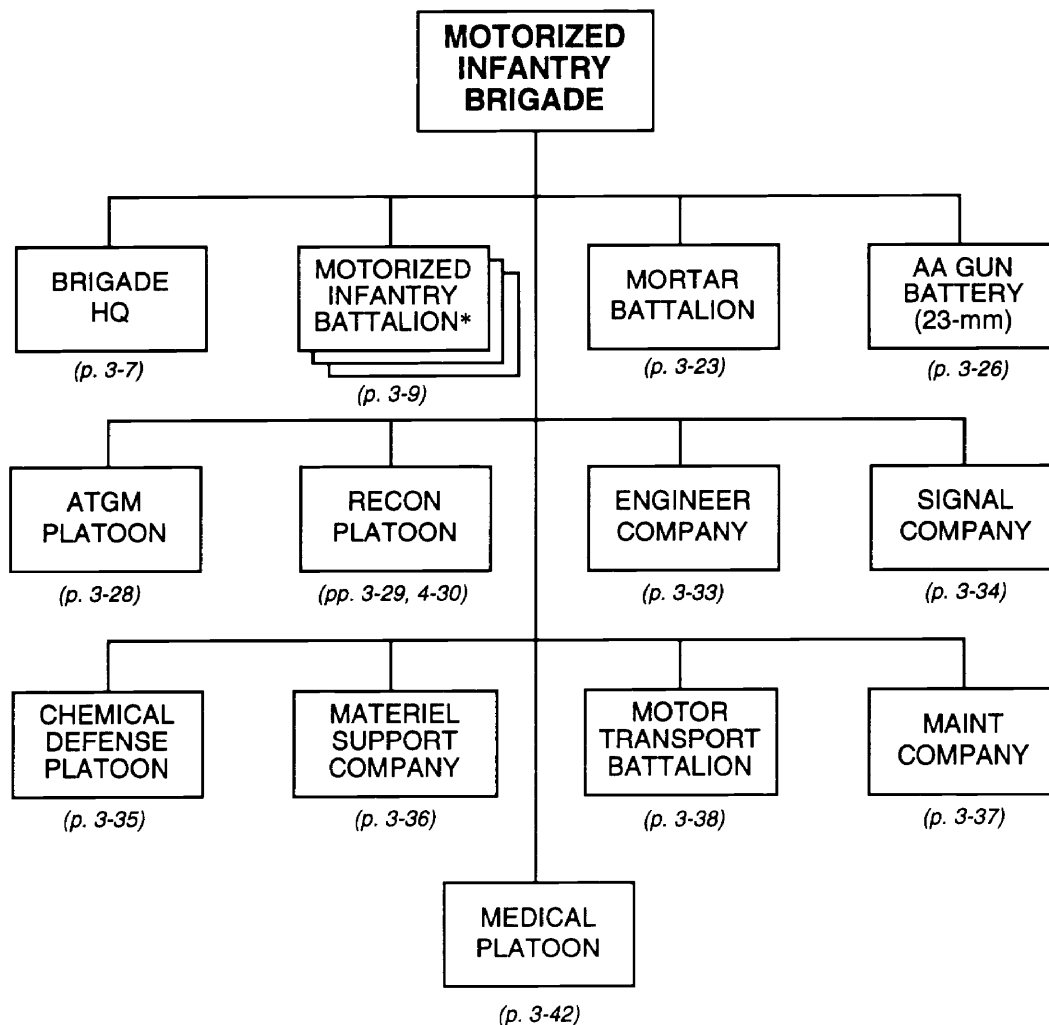 MOTORIZED
INFANTRY
BRIGADE
BRIGADE
HQ
(p. 3-7)
MOTORIZED
INFANTRY
BATTALION*
(p. 3-9)
MORTAR
BATTALION
(p. 3-23)
AA GUN
BATTERY
(23-mm)
(p. 3-26)
ATGM
PLATOON
(p. 3-28)
RECON
PLATOON
(pp. 3-29, 4-30)
ENGINEER
COMPANY
(p. 3-33)
SIGNAL
COMPANY
(p. 3-34)
CHEMICAL
DEFENSE
PLATOON
(p. 3-35)
MATERIEL
SUPPORT
COMPANY
(p. 3-36)
MOTOR
TRANSPORT
BATTALION
(p. 3-38)
MAINT
COMPANY
(p. 3-37)
MEDICAL
PLATOON
(p. 3-42)